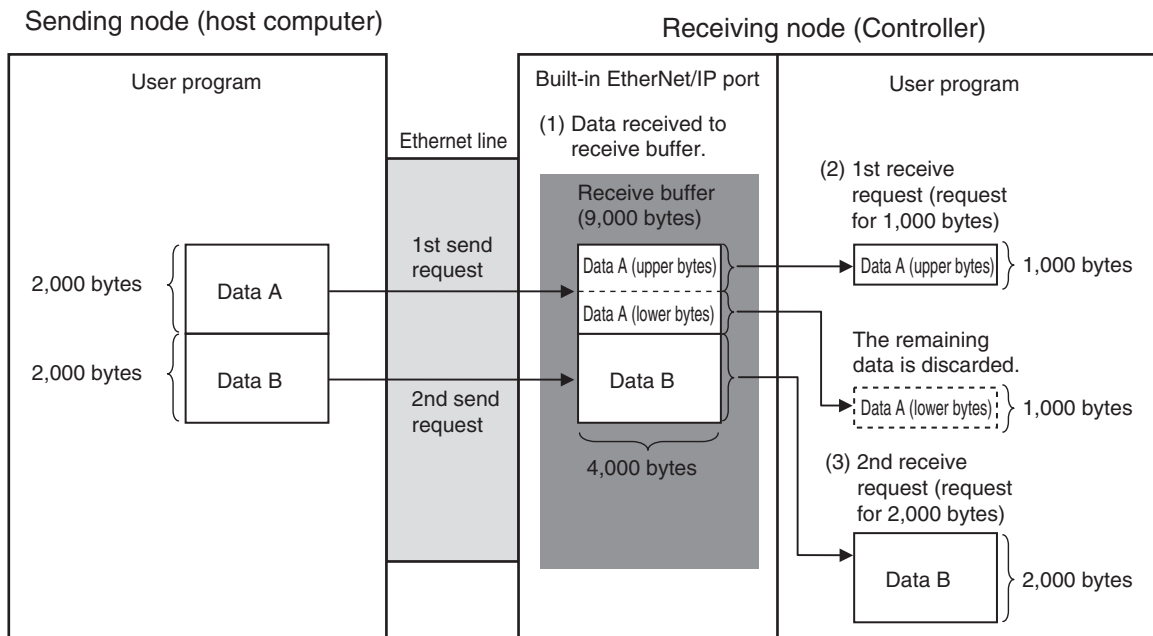 Sending node (host computer)
Receiving node (Controller)
User program
2,000 bytes
Data A
2,000 bytes
Data B
Ethernet line
1st send
request
2nd send
request
Built-in EtherNet/IP port
(1) Data received to
receive buffer.
Receive buffer
(9,000 bytes)
Data A (upper bytes)
Data A (lower bytes)
Data B
4,000 bytes
User program
(2) 1st receive
request (request
for 1,000 bytes)
Data A (upper bytes)
1,000 bytes
The remaining
data is discarded.
Data A (lower bytes)
1,000 bytes
(3) 2nd receive
request (request
for 2,000 bytes)
Data B
2,000 bytes